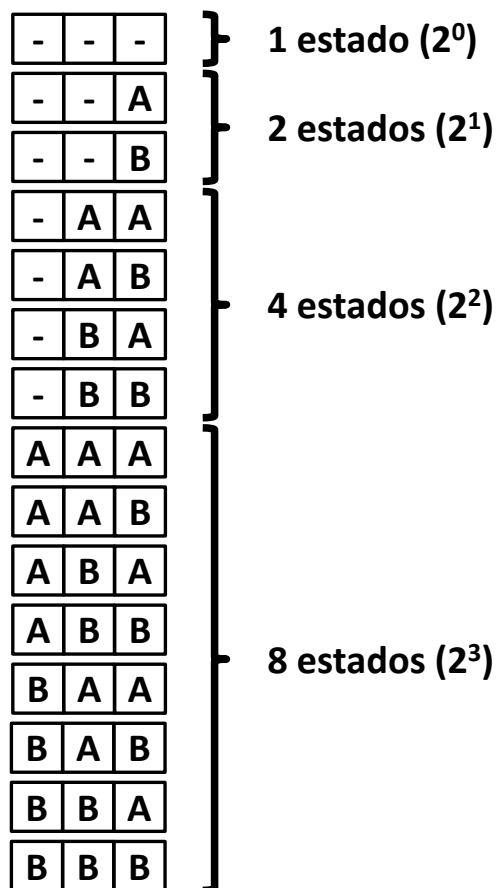 - - - 1 estado (2⁰)
- - A
2 estados (2¹)
- - B
- A A
- A B
4 estados (2²)
- B A
- B B
A A A
A A B
A B A
A B B
8 estados (2³)
B A A
B A B
B B A
B B B